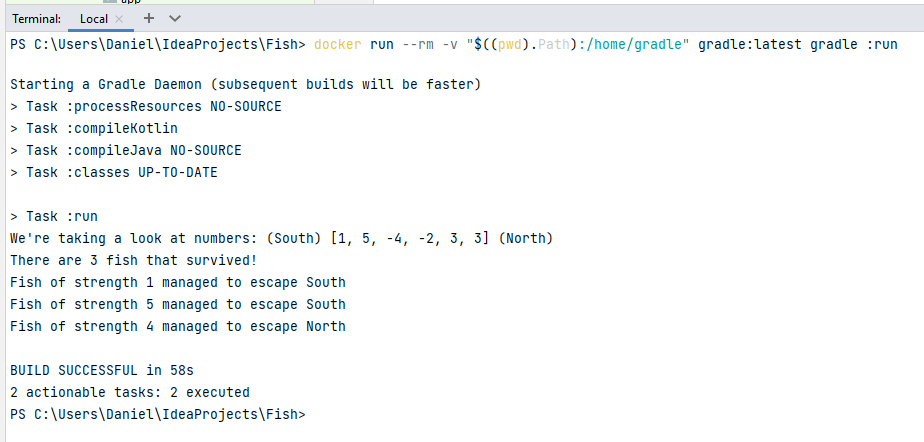 app
Terminal: Local × +
PS C:\Users\Daniel\IdeaProjects\Fish> docker run --rm -v "$((pwd).Path):/home/gradle" gradle:latest gradle :run
Starting a Gradle Daemon (subsequent builds will be faster)
> Task :processResources NO-SOURCE
> Task :compileKotlin
> Task :compileJava NO-SOURCE
> Task :classes UP-TO-DATE
> Task :run
We're taking a look at numbers: (South) [1, 5, -4, -2, 3, 3] (North)
There are 3 fish that survived!
Fish of strength 1 managed to escape South
Fish of strength 5 managed to escape South
Fish of strength 4 managed to escape North
BUILD SUCCESSFUL in 58s
2 actionable tasks: 2 executed
PS C:\Users\Daniel\IdeaProjects\Fish>